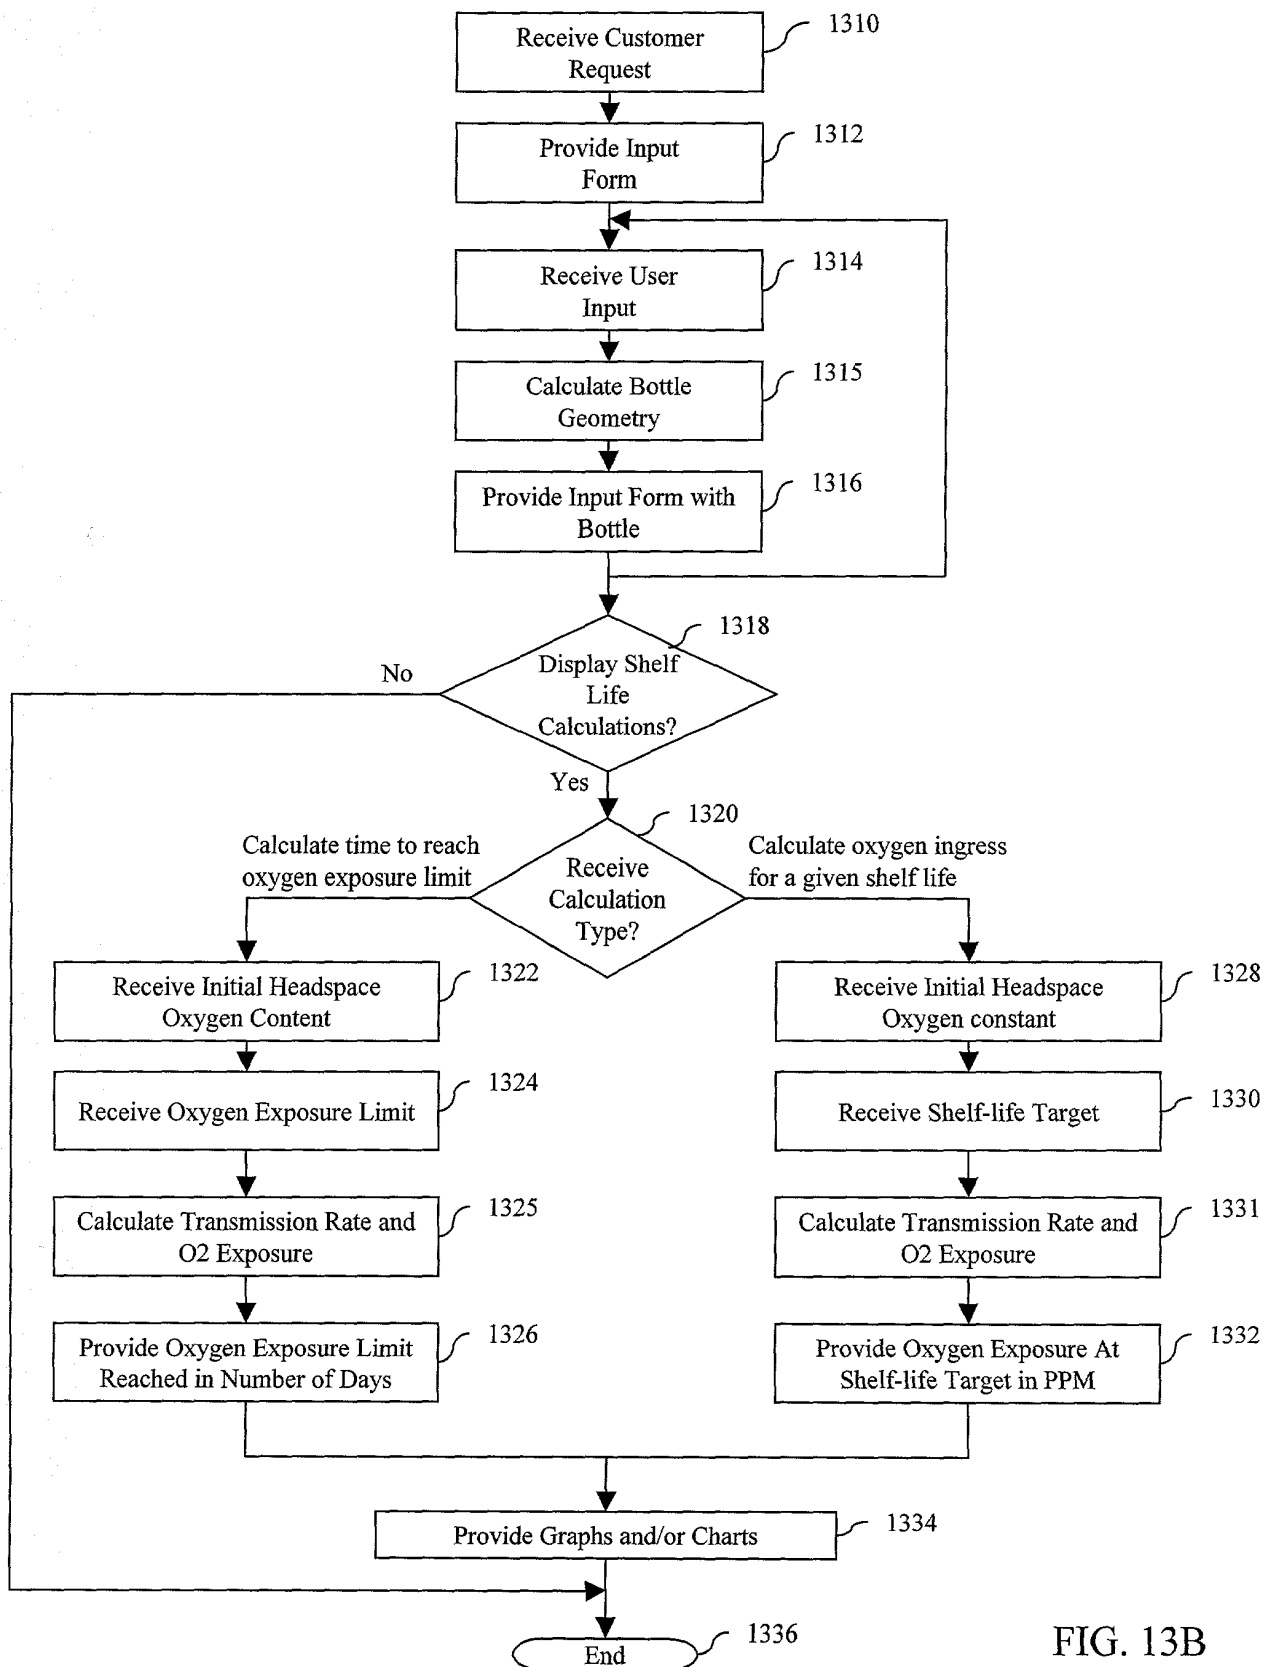 Receive Customer
Request
1310
Provide Input
Form
1312
Receive User
Input
1314
Calculate Bottle
Geometry
1315
Provide Input Form with
Bottle
1316
Display Shelf
Life
Calculations?
1318
No
Yes
Receive
Calculation
Type?
1320
Calculate time to reach
oxygen exposure limit
Calculate oxygen ingress
for a given shelf life
Receive Initial Headspace
Oxygen Content
1322
Receive Oxygen Exposure Limit
1324
Calculate Transmission Rate and
O2 Exposure
1325
Provide Oxygen Exposure Limit
Reached in Number of Days
1326
Receive Initial Headspace
Oxygen constant
1328
Receive Shelf-life Target
1330
Calculate Transmission Rate and
O2 Exposure
1331
Provide Oxygen Exposure At
Shelf-life Target in PPM
1332
Provide Graphs and/or Charts
1334
End
1336
FIG. 13B